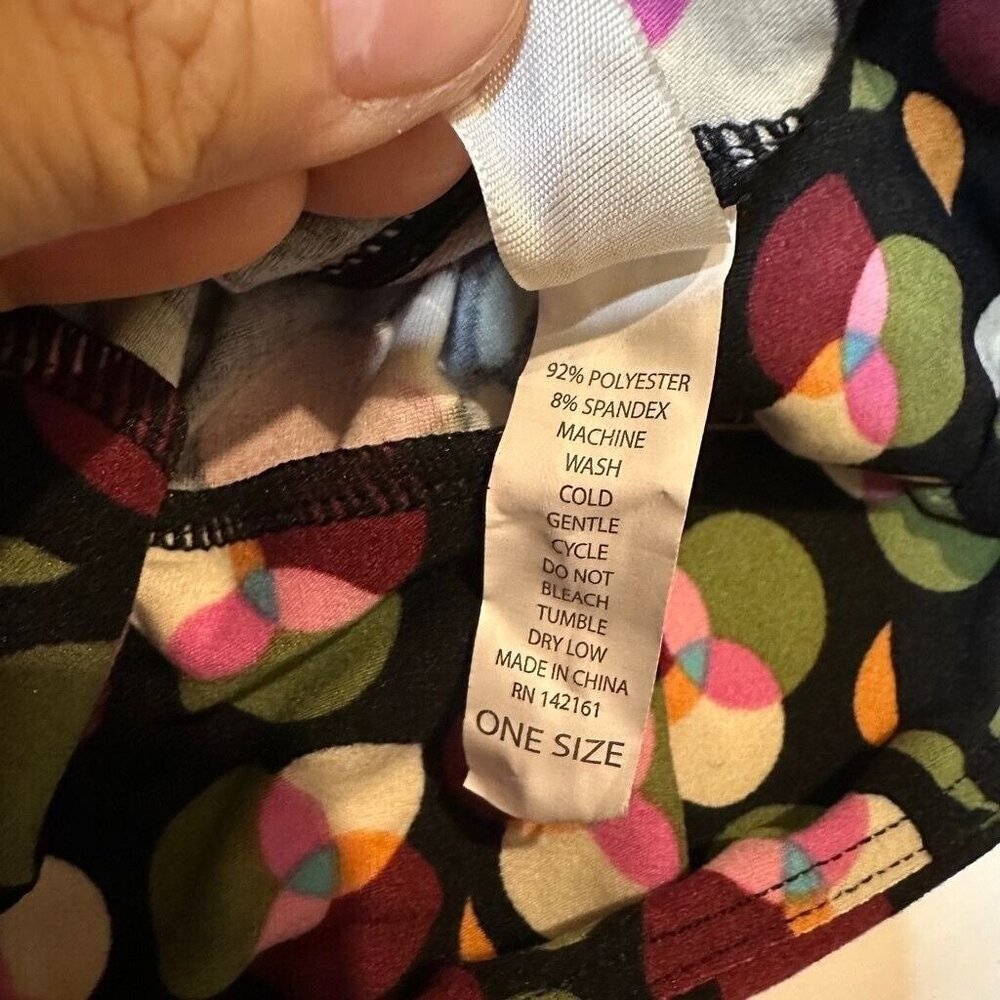 92% POLYESTER
8% SPANDEX
MACHINE
WASH
COLD
GENTLE
CYCLE
DO NOT
BLEACH
TUMBLE
DRY LOW
MADE IN CHINA
RN 142161
ONE SIZE